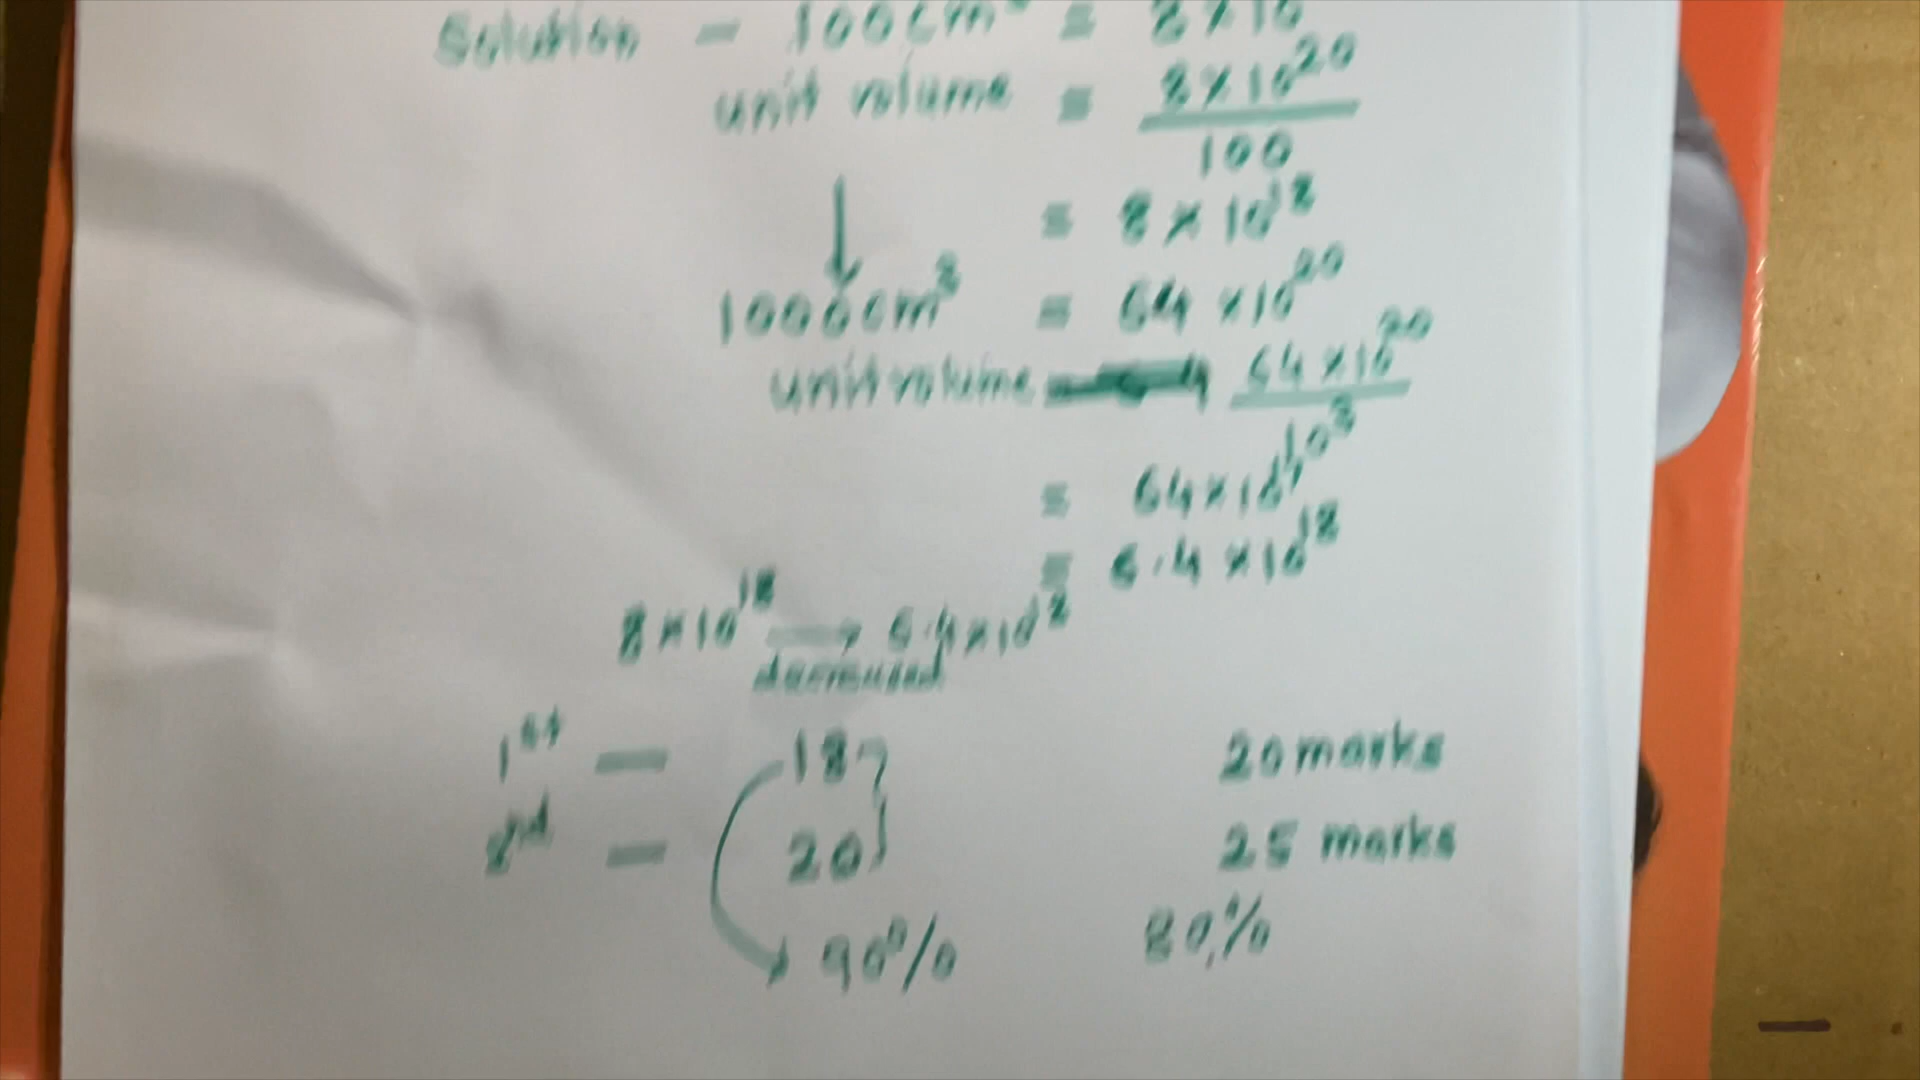 Solution - 100cm³ = 8×10
unit volume = 8×10²⁰
100
= 8×10¹⁸
↓
1000cm³ = 64×10²⁰
unit volume 64×10²⁰
10³
= 64×10¹⁷
= 6.4×10¹⁸
8×10¹⁸ → 6.4×10¹⁸
decreased
1st — 18 20 marks
2nd — 20 25 marks
90% 80%